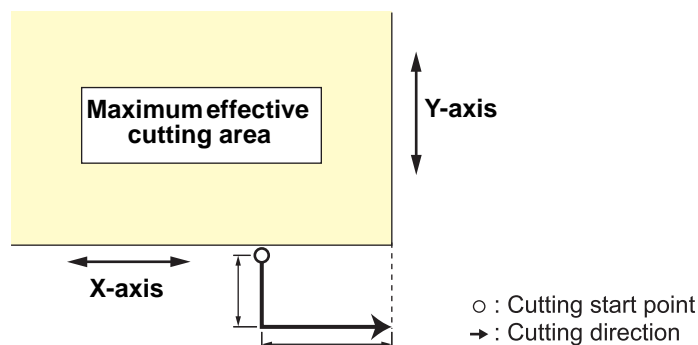 Maximum effective
cutting area
Y-axis
X-axis
: Cutting start point
: Cutting direction